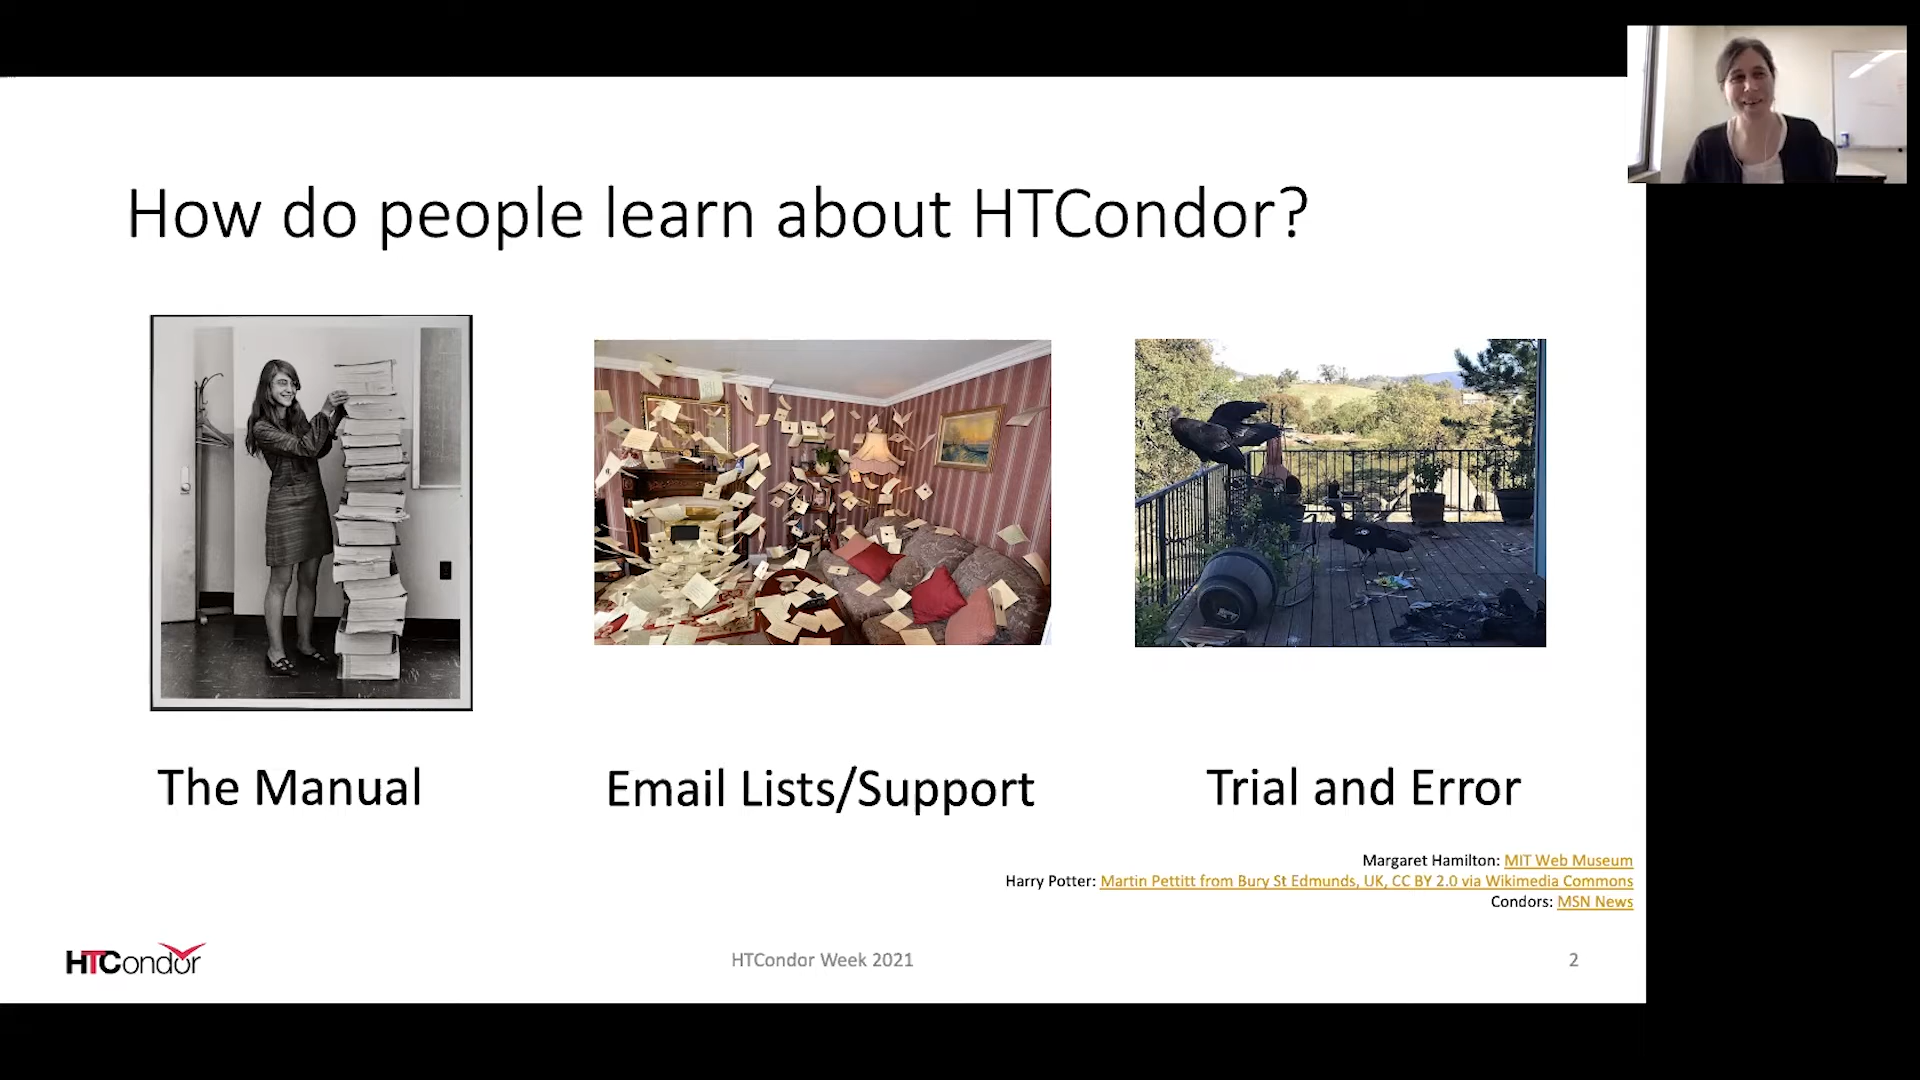 How do people learn about HTCondor?
The Manual
Email Lists/Support
Trial and Error
Margaret Hamilton: MIT Web Museum
Harry Potter: Martin Pettitt from Bury St Edmunds, UK, CC BY 2.0 via Wikimedia Commons
Condors: MSN News
HTCondor
HTCondor Week 2021
2